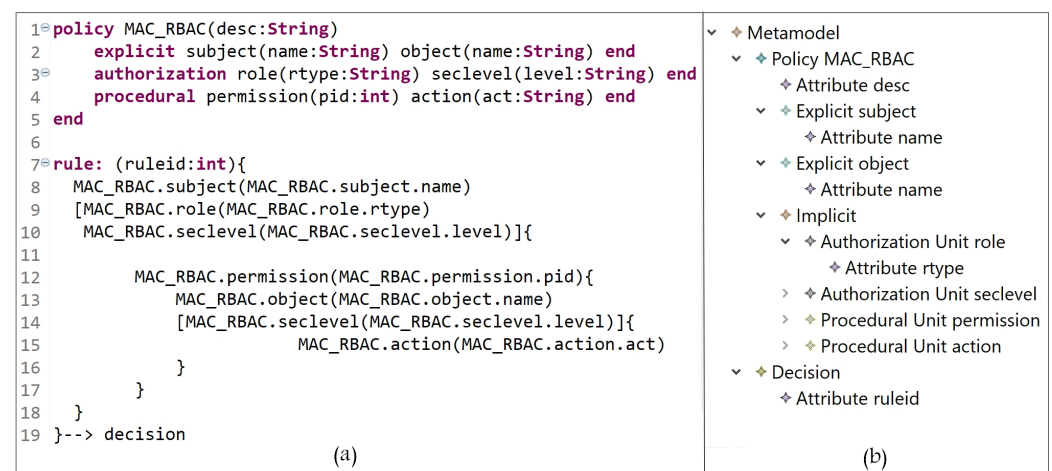 1 policy MAC_RBAC(desc:String)
2 explicit subject(name:String) object(name:String) end
3 authorization role(rtype:String) seclevel(level:String) end
4 procedural permission(pid:int) action(act:String) end
5 end
6
7 rule: (ruleid:int){
8 MAC_RBAC.subject(MAC_RBAC.subject.name)
9 [MAC_RBAC.role(MAC_RBAC.role.rtype)
10 MAC_RBAC.seclevel(MAC_RBAC.seclevel.level)]{
11
12 MAC_RBAC.permission(MAC_RBAC.permission.pid){
13 MAC_RBAC.object(MAC_RBAC.object.name)
14 [MAC_RBAC.seclevel(MAC_RBAC.seclevel.level)]{
15 MAC_RBAC.action(MAC_RBAC.action.act)
16 }
17 }
18 }
19 }--> decision
(a)
Metamodel
Policy MAC_RBAC
Attribute desc
Explicit subject
Attribute name
Explicit object
Attribute name
Implicit
Authorization Unit role
Attribute rtype
Authorization Unit seclevel
Procedural Unit permission
Procedural Unit action
Decision
Attribute ruleid
(b)